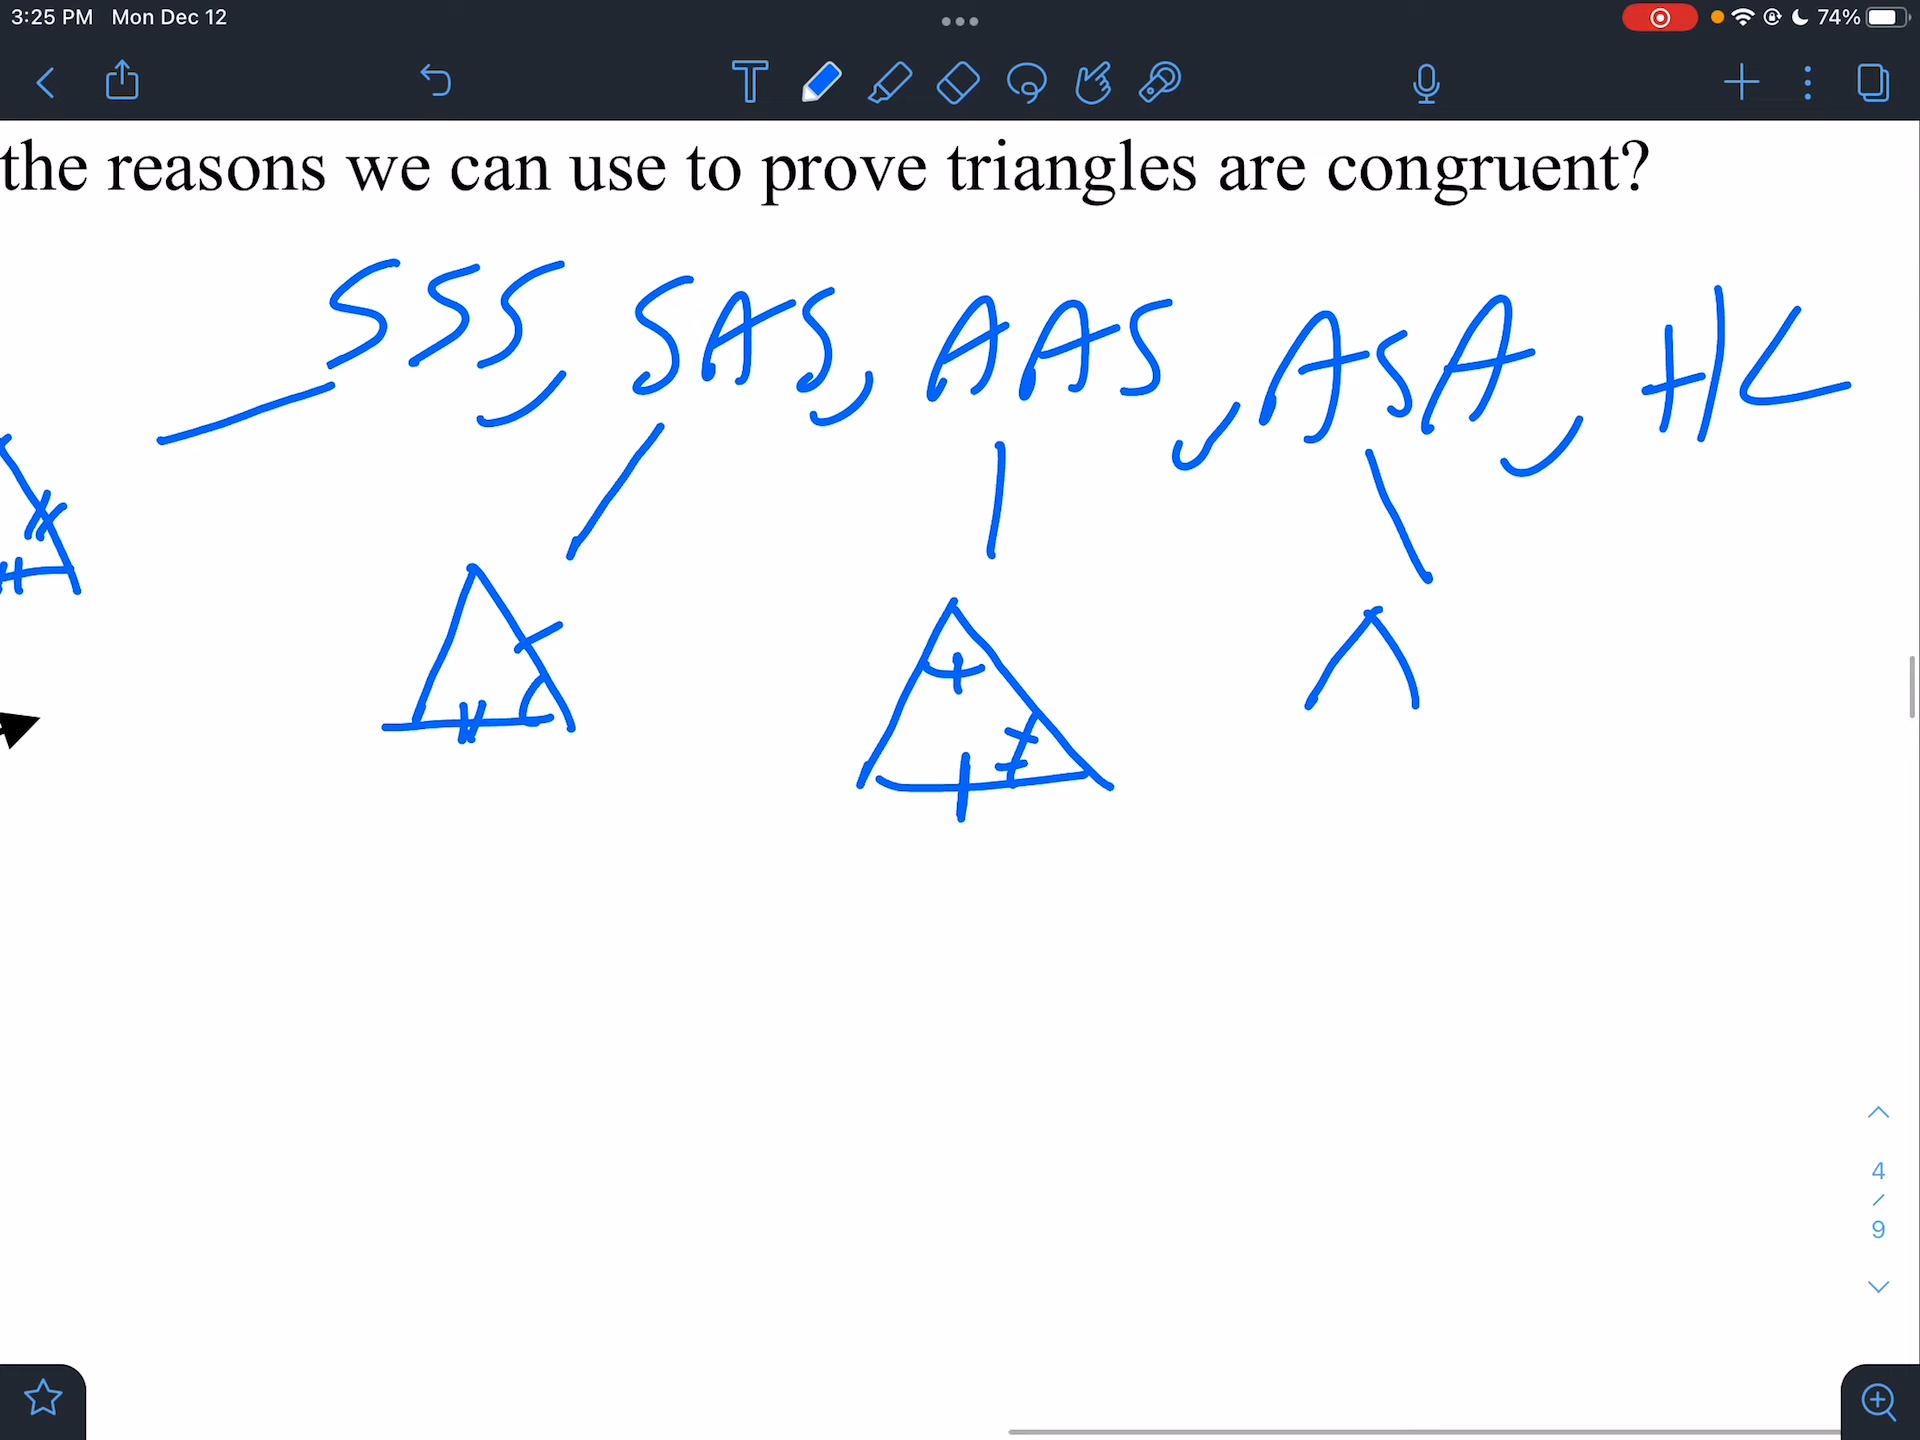 3:25 PM Mon Dec 12
74%
the reasons we can use to prove triangles are congruent?
SSS, SAS, AAS, ASA, HL
4
/
9